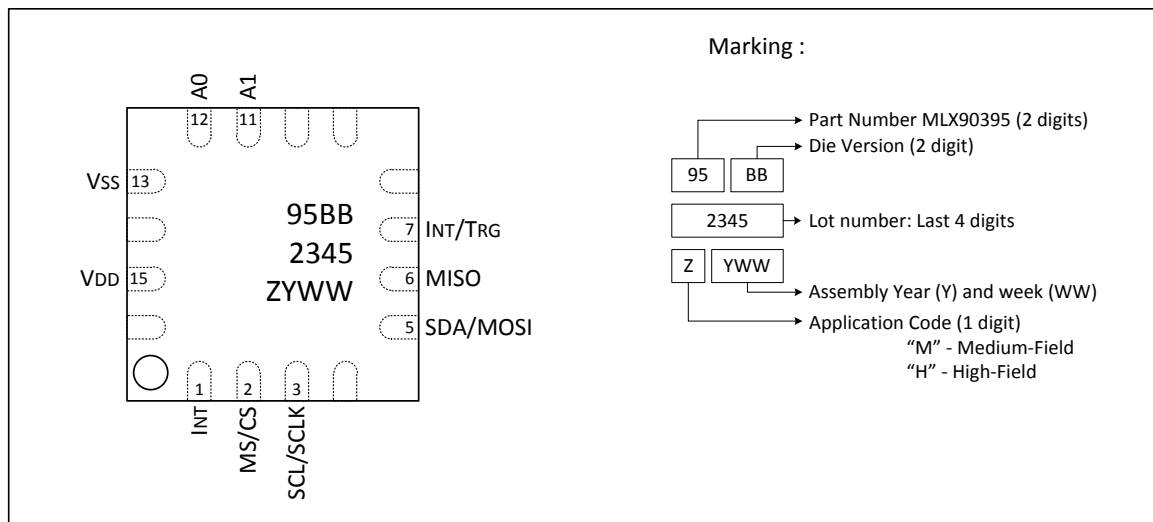 Marking :
A0
A1
12
11
VSS
13
VDD
15
95BB
2345
ZYWW
7
INT/TRG
6
MISO
5
SDA/MOSI
1
2
3
INT
MS/CS
SCL/SCLK
Part Number MLX90395 (2 digits)
Die Version (2 digit)
95
BB
2345
Lot number: Last 4 digits
Z
YWW
Assembly Year (Y) and week (WW)
Application Code (1 digit)
“M” - Medium-Field
“H” - High-Field